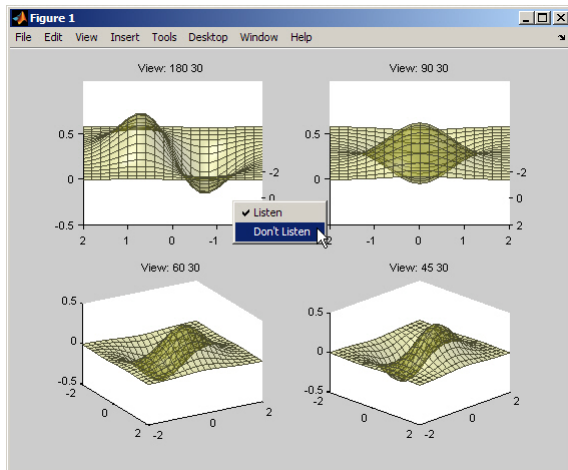 Figure 1
File Edit View Insert Tools Desktop Window Help
View: 180 30
View: 90 30
0.5
0
-0.5
2 1 0 -1
-2
0
0.5
0
-0.5
2 -1 0 1 2
-2
0
2
Listen
Don't Listen
View: 60 30
View: 45 30
0.5
0
-0.5
-2
0
2
-2
0
2
0.5
0
-0.5
-2
0
2
-2
0
2